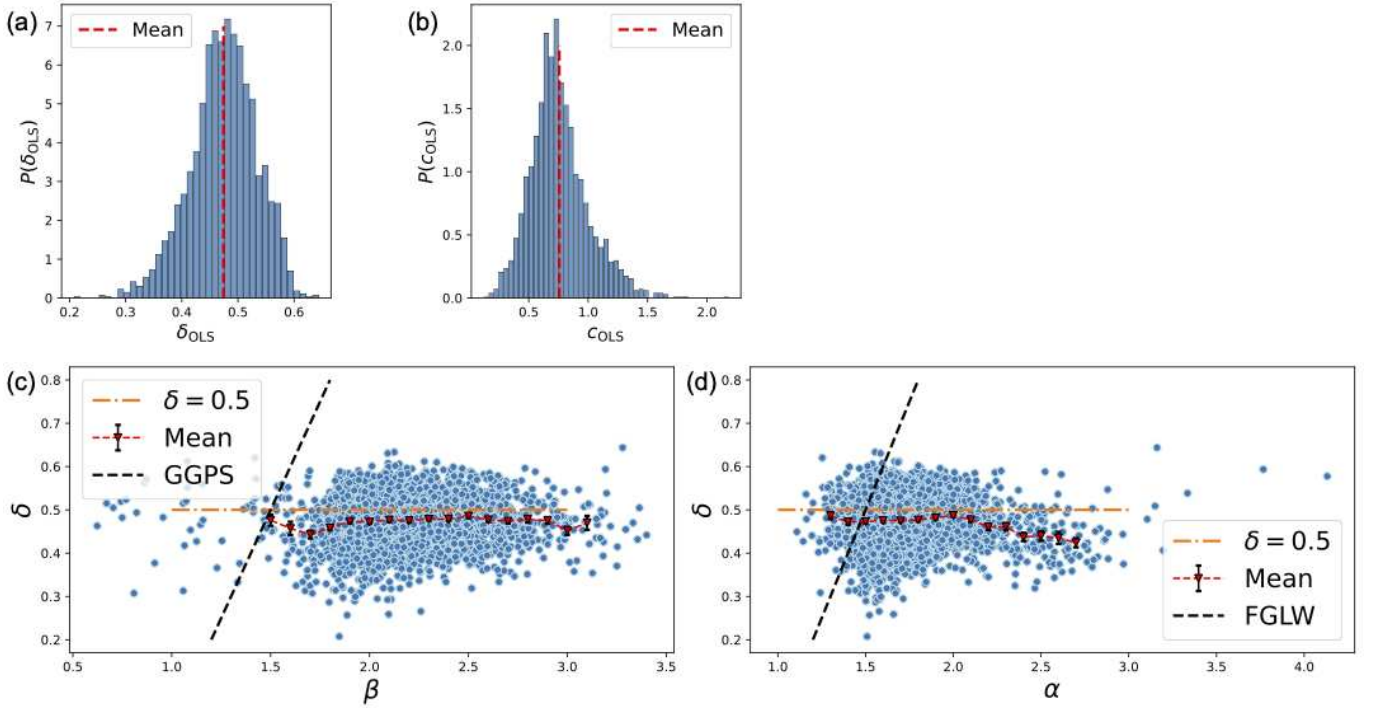 (a)
Mean
P(δ_OLS)
7
6
5
4
3
2
1
0
0.2 0.3 0.4 0.5 0.6
δ_OLS
(b)
Mean
P(c_OLS)
2.0
1.5
1.0
0.5
0.0
0.5 1.0 1.5 2.0
c_OLS
(c)
δ = 0.5
Mean
GGPS
δ
0.8
0.7
0.6
0.5
0.4
0.3
0.2
0.5 1.0 1.5 2.0 2.5 3.0 3.5
β
(d)
δ = 0.5
Mean
FGLW
δ
0.8
0.7
0.6
0.5
0.4
0.3
0.2
1.0 1.5 2.0 2.5 3.0 3.5 4.0
α